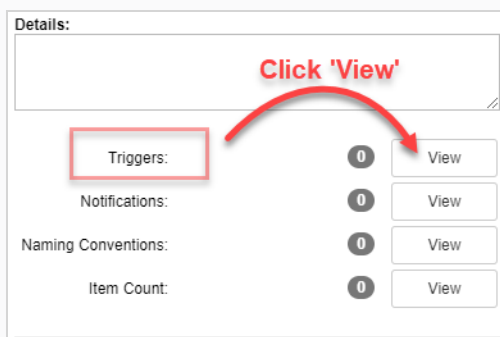 Details:
Click 'View'
Triggers: 0 View
Notifications: 0 View
Naming Conventions: 0 View
Item Count: 0 View